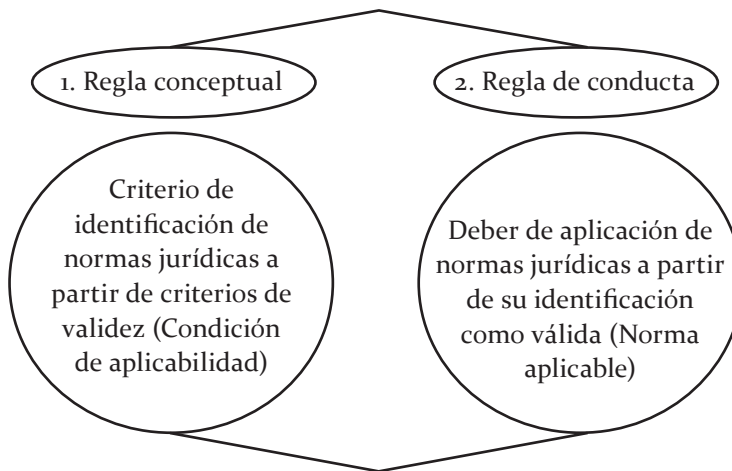 1. Regla conceptual
2. Regla de conducta
Criterio de
identificación de
normas jurídicas a
partir de criterios de
validez (Condición
de aplicabilidad)
Deber de aplicación de
normas jurídicas a partir
de su identificación
como válida (Norma
aplicable)